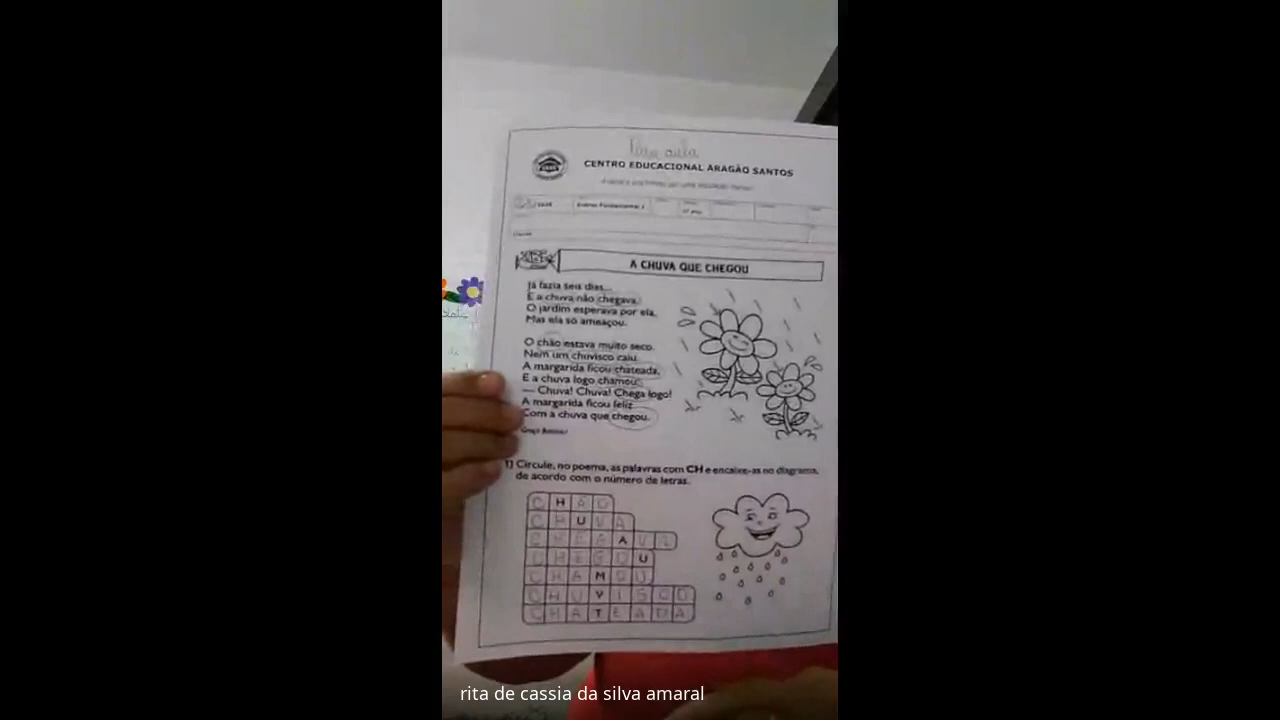 aula
CENTRO EDUCACIONAL ARAGÃO SANTOS
Ensino Fundamental I
A CHUVA QUE CHEGOU
Já fazia seis dias...
E a chuva não chegava.
O jardim esperava por ela,
Mas ela só ameaçou.
O chão estava muito seco.
Nem um chuvisco caiu.
A margarida ficou chateada,
E a chuva logo chamou:
— Chuva! Chuva! Chega logo!
A margarida ficou feliz
Com a chuva que chegou.
1) Circule, no poema, as palavras com CH e encaixe-as no diagrama,
de acordo com o número de letras.
CHÃO
CHUVA
CHEGAVA
CHEGOU
CHAMOU
CHUVISCO
CHATEADA
rita de cassia da silva amaral